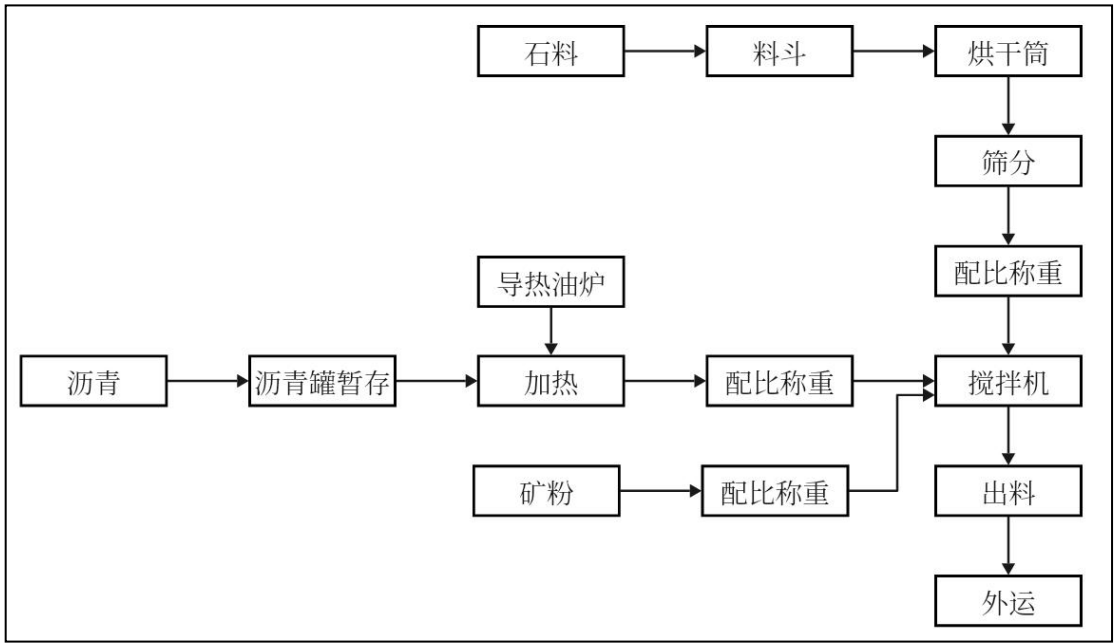 石料
料斗
烘干筒
筛分
配比称重
导热油炉
沥青
沥青罐暂存
加热
配比称重
搅拌机
矿粉
配比称重
出料
外运